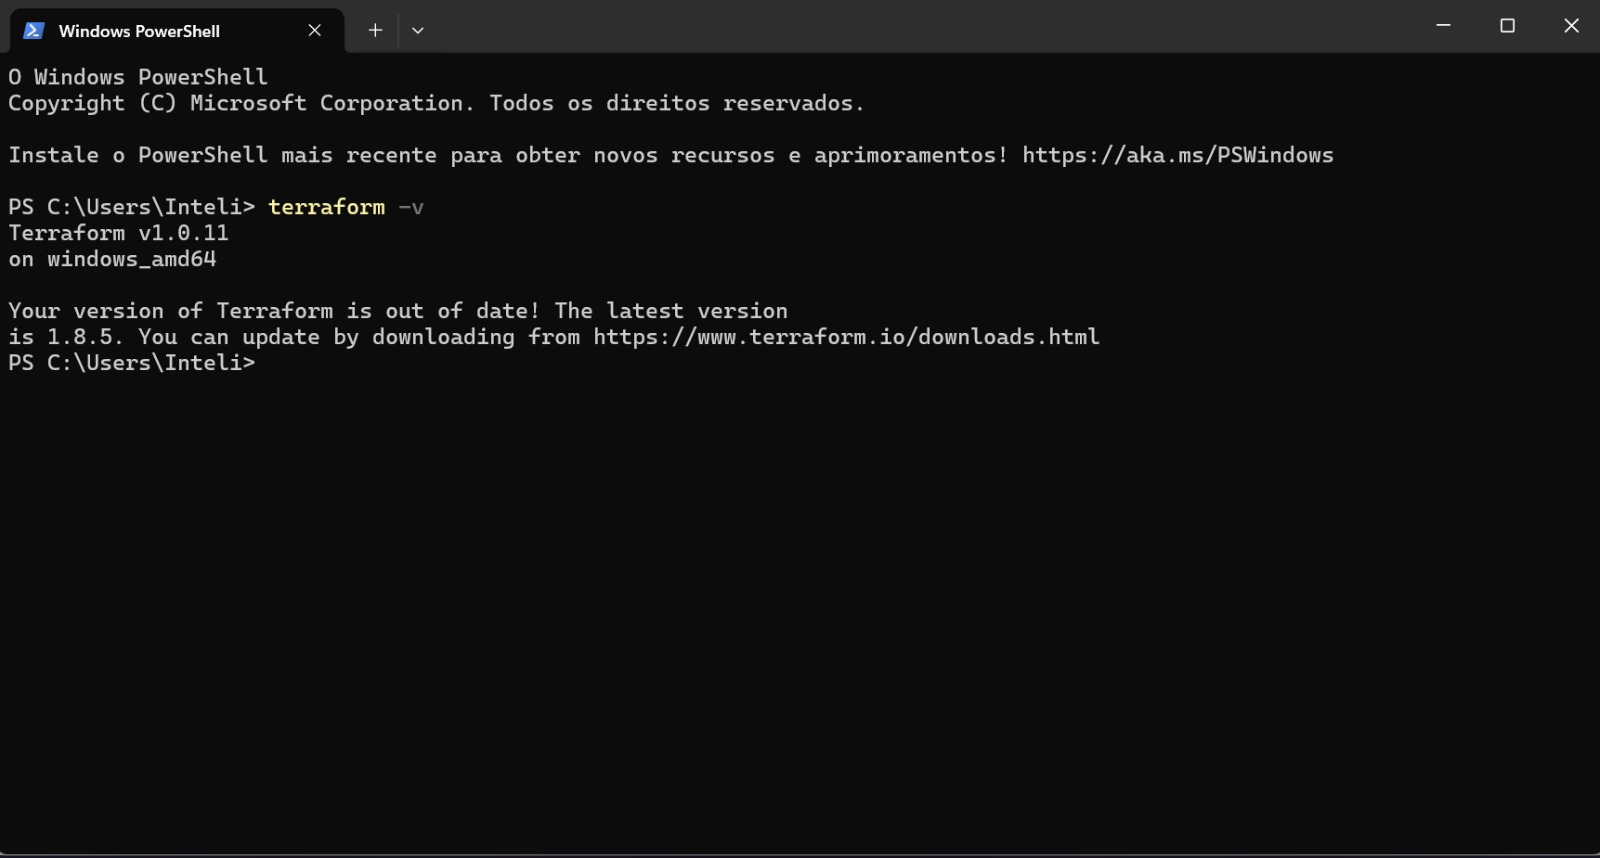 Windows PowerShell
O Windows PowerShell
Copyright (C) Microsoft Corporation. Todos os direitos reservados.
Instale o PowerShell mais recente para obter novos recursos e aprimoramentos! https://aka.ms/PSWindows
PS C:\Users\Inteli> terraform -v
Terraform v1.0.11
on windows_amd64
Your version of Terraform is out of date! The latest version
is 1.8.5. You can update by downloading from https://www.terraform.io/downloads.html
PS C:\Users\Inteli>